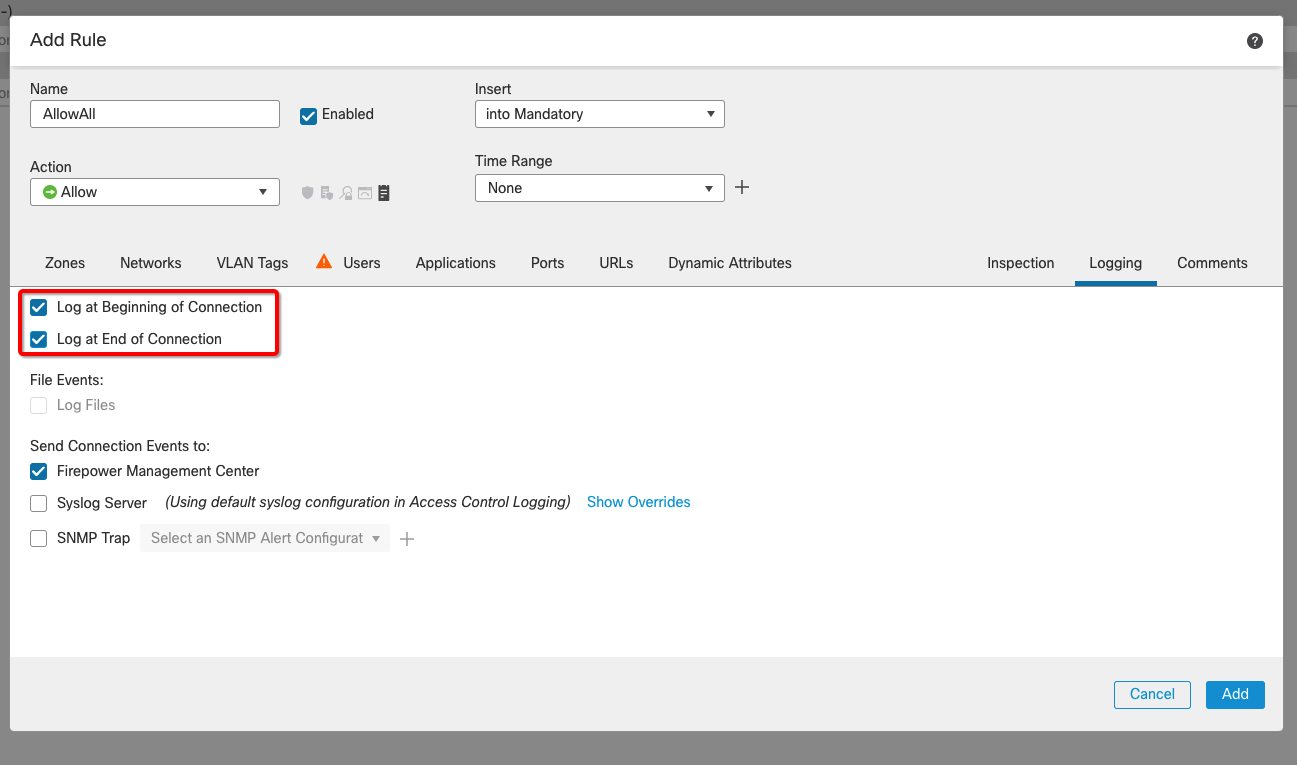 -)
Add Rule
Name
Insert
AllowAll
Enabled
into Mandatory
Action
Time Range
Allow
None
Zones Networks VLAN Tags Users Applications Ports URLs Dynamic Attributes Inspection Logging Comments
Log at Beginning of Connection
Log at End of Connection
File Events:
Log Files
Send Connection Events to:
Firepower Management Center
Syslog Server (Using default syslog configuration in Access Control Logging) Show Overrides
SNMP Trap Select an SNMP Alert Configurat
Cancel Add